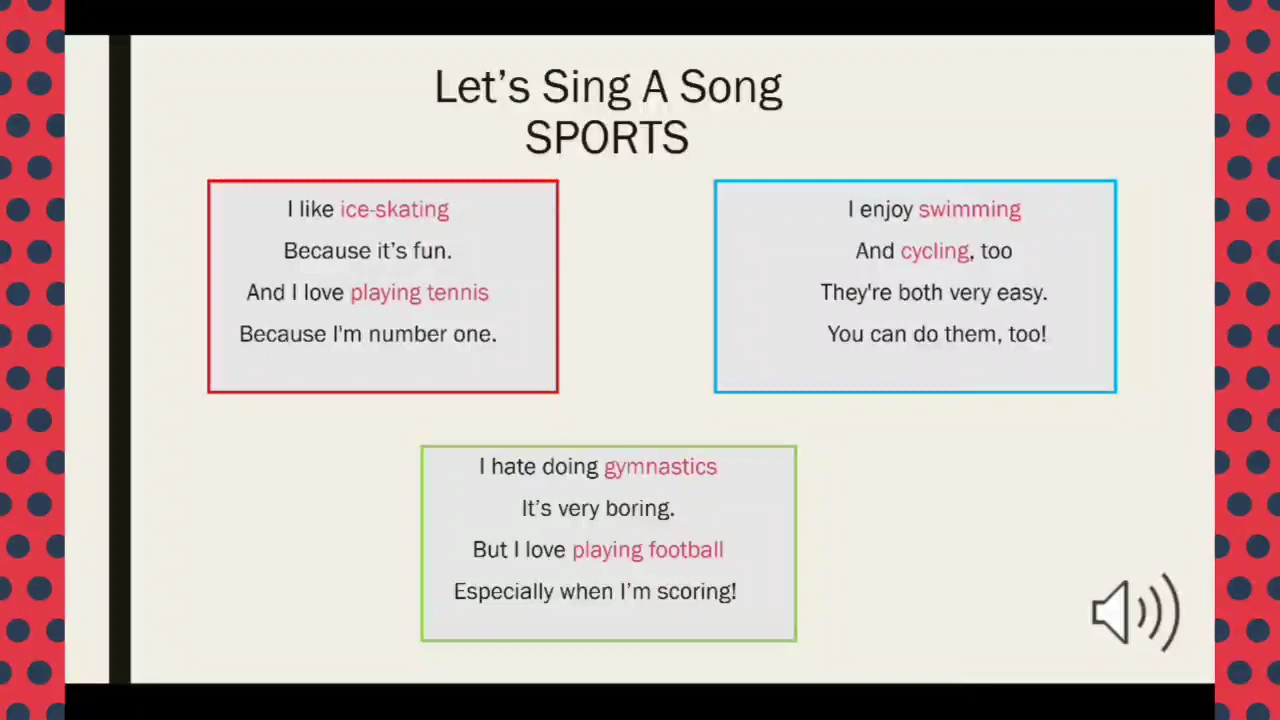 Let’s Sing A Song
SPORTS
I like ice-skating
Because it’s fun.
And I love playing tennis
Because I'm number one.
I enjoy swimming
And cycling, too
They're both very easy.
You can do them, too!
I hate doing gymnastics
It’s very boring.
But I love playing football
Especially when I’m scoring!